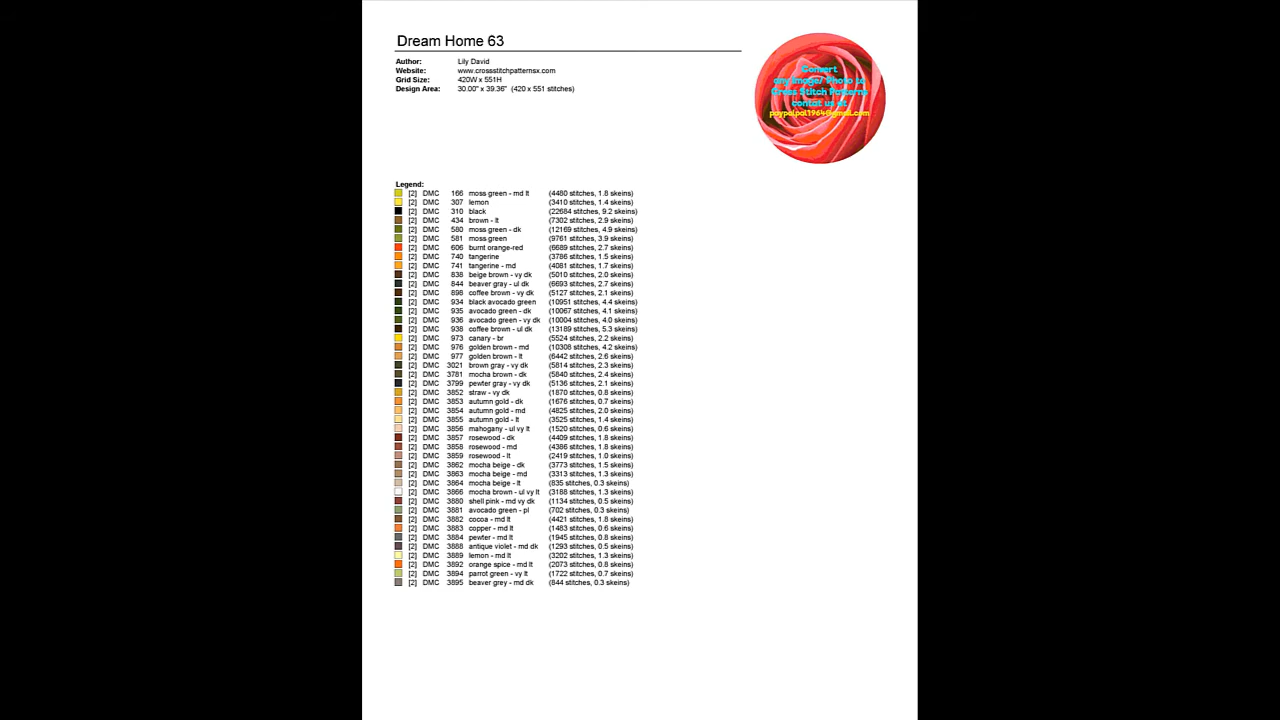 Dream Home 63
Author: Lily David
Website: www.crossstitchpatternsx.com
Grid Size: 420W x 551H
Design Area: 30.00" x 39.36" (420 x 551 stitches)
Convert
any Image/ Photo to
Cross Stitch Patterns
contat us at
paypalpal1964@gmail.com
Legend:
[2] DMC 166 moss green - md lt (4480 stitches, 1.8 skeins)
[2] DMC 307 lemon (3410 stitches, 1.4 skeins)
[2] DMC 310 black (22684 stitches, 9.2 skeins)
[2] DMC 434 brown - lt (7302 stitches, 2.9 skeins)
[2] DMC 580 moss green - dk (12169 stitches, 4.9 skeins)
[2] DMC 581 moss green (9761 stitches, 3.9 skeins)
[2] DMC 606 burnt orange-red (6689 stitches, 2.7 skeins)
[2] DMC 740 tangerine (3786 stitches, 1.5 skeins)
[2] DMC 741 tangerine - md (4081 stitches, 1.7 skeins)
[2] DMC 838 beige brown - vy dk (5010 stitches, 2.0 skeins)
[2] DMC 844 beaver gray - ul dk (6693 stitches, 2.7 skeins)
[2] DMC 898 coffee brown - vy dk (5127 stitches, 2.1 skeins)
[2] DMC 934 black avocado green (10951 stitches, 4.4 skeins)
[2] DMC 935 avocado green - dk (10067 stitches, 4.1 skeins)
[2] DMC 936 avocado green - vy dk (10004 stitches, 4.0 skeins)
[2] DMC 938 coffee brown - ul dk (13189 stitches, 5.3 skeins)
[2] DMC 973 canary - br (5524 stitches, 2.2 skeins)
[2] DMC 976 golden brown - md (10308 stitches, 4.2 skeins)
[2] DMC 977 golden brown - lt (6442 stitches, 2.6 skeins)
[2] DMC 3021 brown gray - vy dk (5814 stitches, 2.3 skeins)
[2] DMC 3781 mocha brown - dk (5840 stitches, 2.4 skeins)
[2] DMC 3799 pewter gray - vy dk (5136 stitches, 2.1 skeins)
[2] DMC 3852 straw - vy dk (1870 stitches, 0.8 skeins)
[2] DMC 3853 autumn gold - dk (1676 stitches, 0.7 skeins)
[2] DMC 3854 autumn gold - md (4825 stitches, 2.0 skeins)
[2] DMC 3855 autumn gold - lt (3525 stitches, 1.4 skeins)
[2] DMC 3856 mahogany - ul vy lt (1520 stitches, 0.6 skeins)
[2] DMC 3857 rosewood - dk (4409 stitches, 1.8 skeins)
[2] DMC 3858 rosewood - md (4386 stitches, 1.8 skeins)
[2] DMC 3859 rosewood - lt (2419 stitches, 1.0 skeins)
[2] DMC 3862 mocha beige - dk (3773 stitches, 1.5 skeins)
[2] DMC 3863 mocha beige - md (3313 stitches, 1.3 skeins)
[2] DMC 3864 mocha beige - lt (835 stitches, 0.3 skeins)
[2] DMC 3866 mocha brown - ul vy lt (3188 stitches, 1.3 skeins)
[2] DMC 3880 shell pink - md vy dk (1134 stitches, 0.5 skeins)
[2] DMC 3881 avocado green - pl (702 stitches, 0.3 skeins)
[2] DMC 3882 cocoa - md lt (4421 stitches, 1.8 skeins)
[2] DMC 3883 copper - md lt (1483 stitches, 0.6 skeins)
[2] DMC 3884 pewter - md lt (1945 stitches, 0.8 skeins)
[2] DMC 3888 antique violet - md dk (1293 stitches, 0.5 skeins)
[2] DMC 3889 lemon - md lt (3202 stitches, 1.3 skeins)
[2] DMC 3892 orange spice - md lt (2073 stitches, 0.8 skeins)
[2] DMC 3894 parrot green - vy lt (1722 stitches, 0.7 skeins)
[2] DMC 3895 beaver grey - md dk (844 stitches, 0.3 skeins)